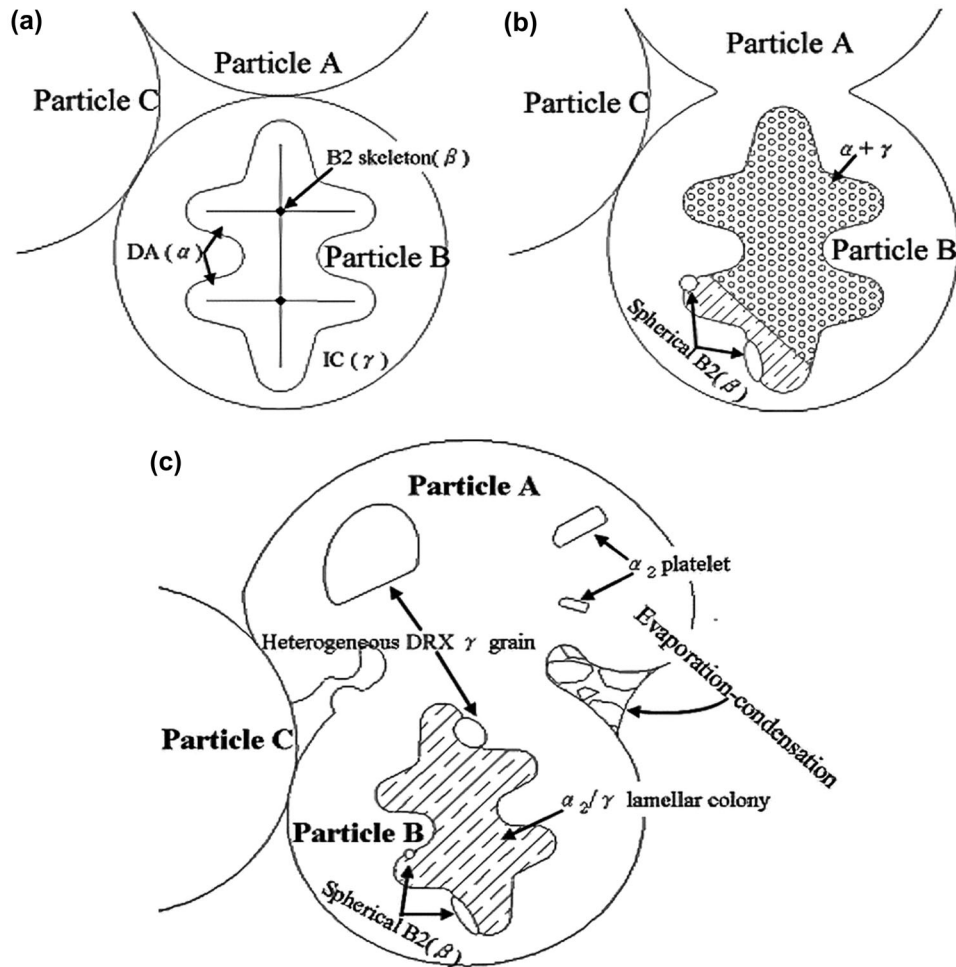 (a)
Particle A
Particle C
B2 skeleton(β)
DA(α)
Particle B
IC(γ)
(b)
Particle A
Particle C
α+γ
Particle B
Spherical B2(β)
(c)
Particle A
α₂ platelet
Heterogeneous DRX γ grain
Evaporation-condensation
Particle C
α₂/γ lamellar colony
Particle B
Spherical B2(β)